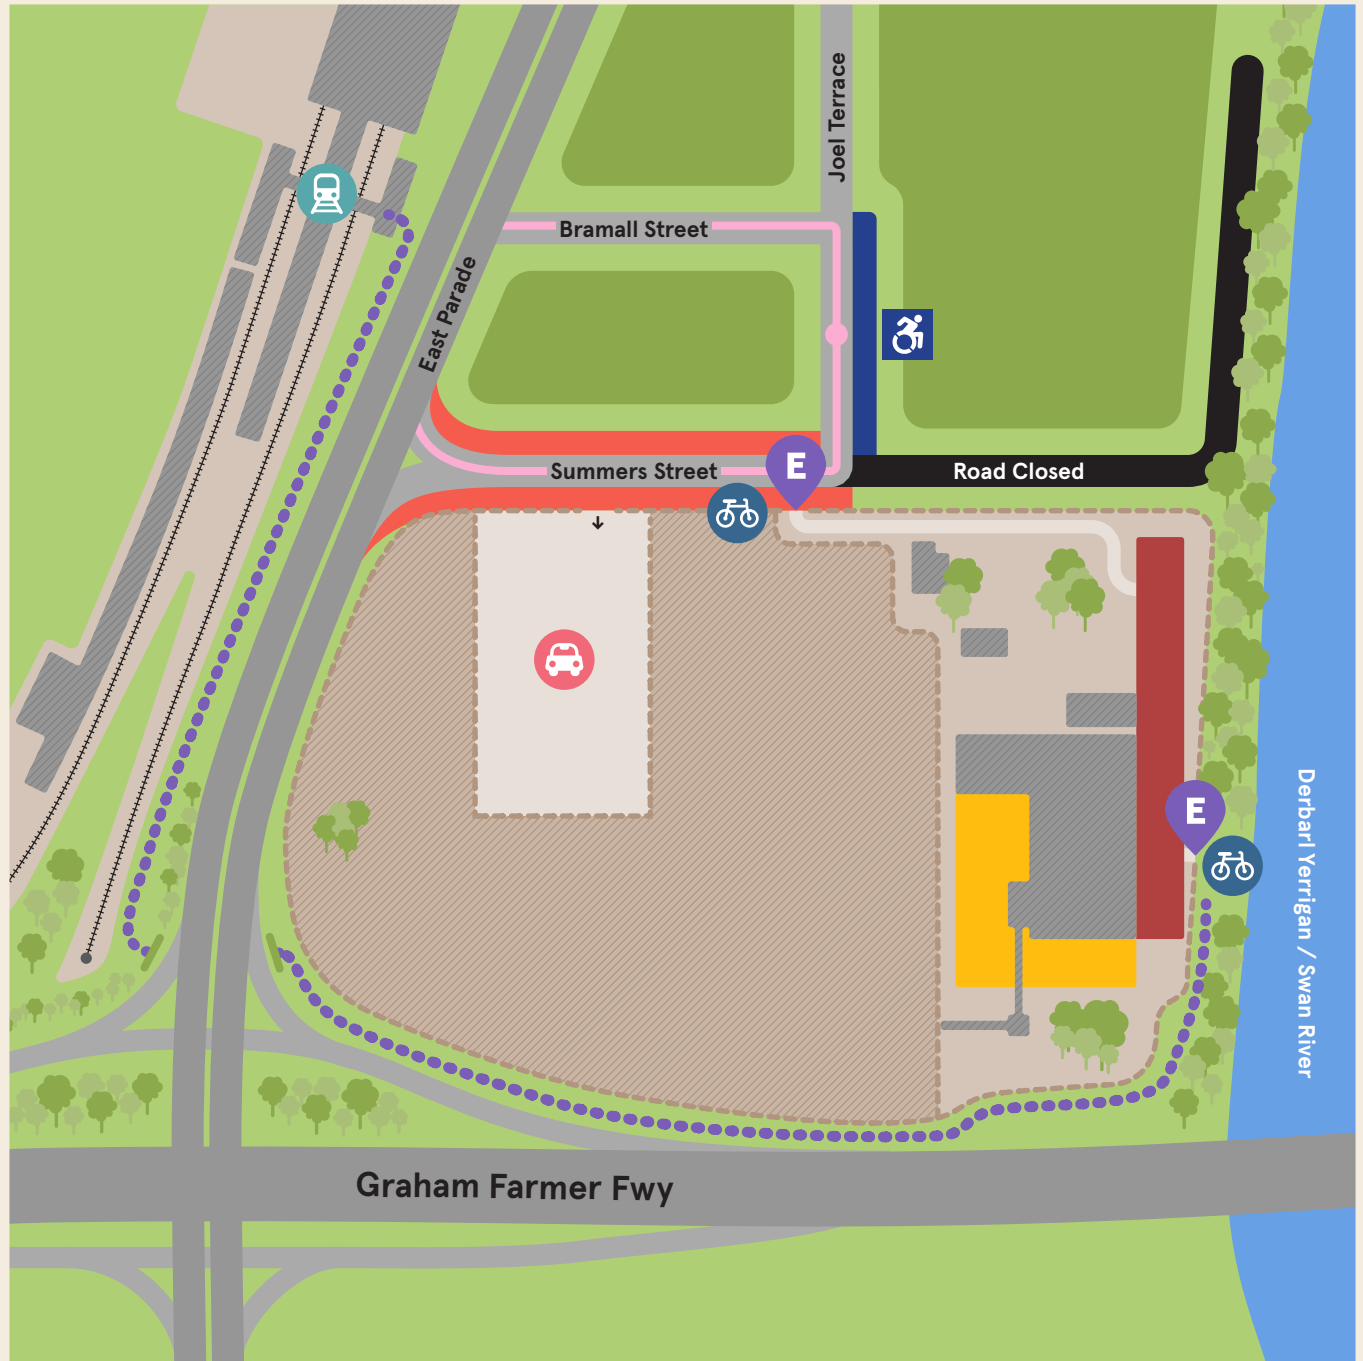 Joel Terrace
Bramall Street
East Parade
E
Summers Street
Road Closed
E
Derbarl Yerrigan / Swan River
Graham Farmer Fwy